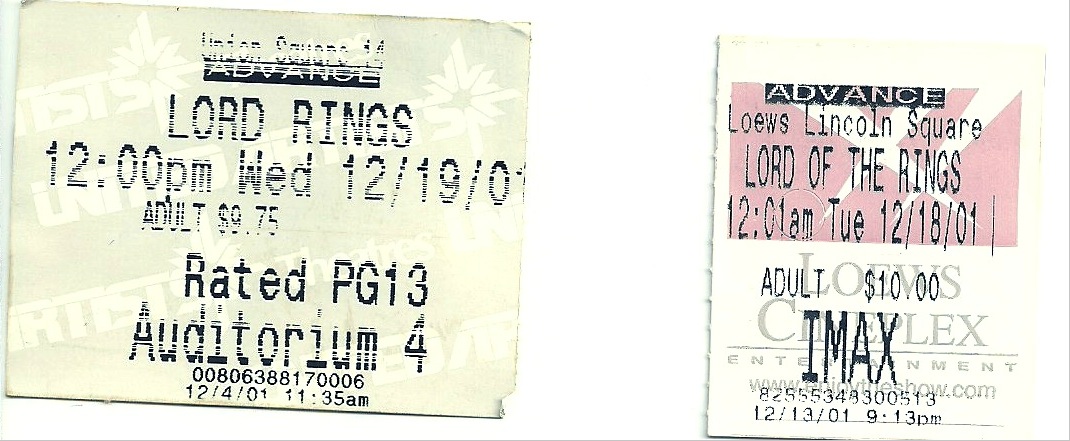 Union Square 14
ADVANCE
LORD RINGS
12:00pm Wed 12/19/01
ADULT $9.75
Rated PG13
Auditorium 4
00806388170006
12/4/01 11:35am
ADVANCE
Loews Lincoln Square
LORD OF THE RINGS
12:01am Tue 12/18/01
ADULT $10.00
LOEWS
CINEPLEX
IMAX
ENTERTAINMENT
www.enjoytheshow.com
82555348300513
12/13/01 9:13pm